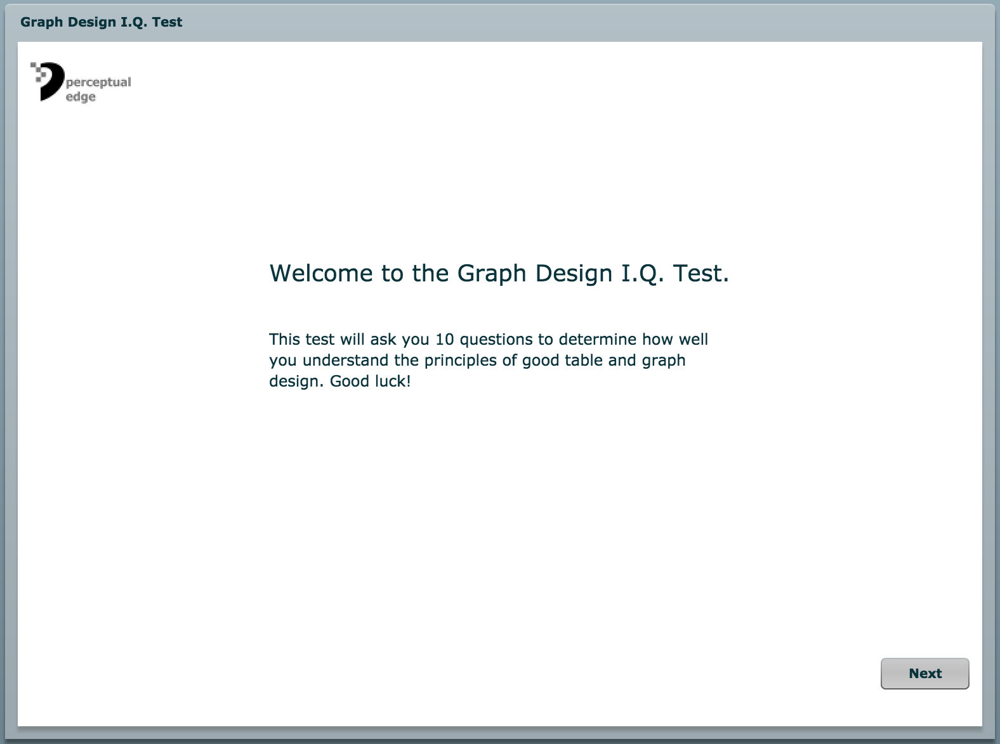 Graph Design I.Q. Test
perceptual
edge
Welcome to the Graph Design I.Q. Test.
This test will ask you 10 questions to determine how well
you understand the principles of good table and graph
design. Good luck!
Next